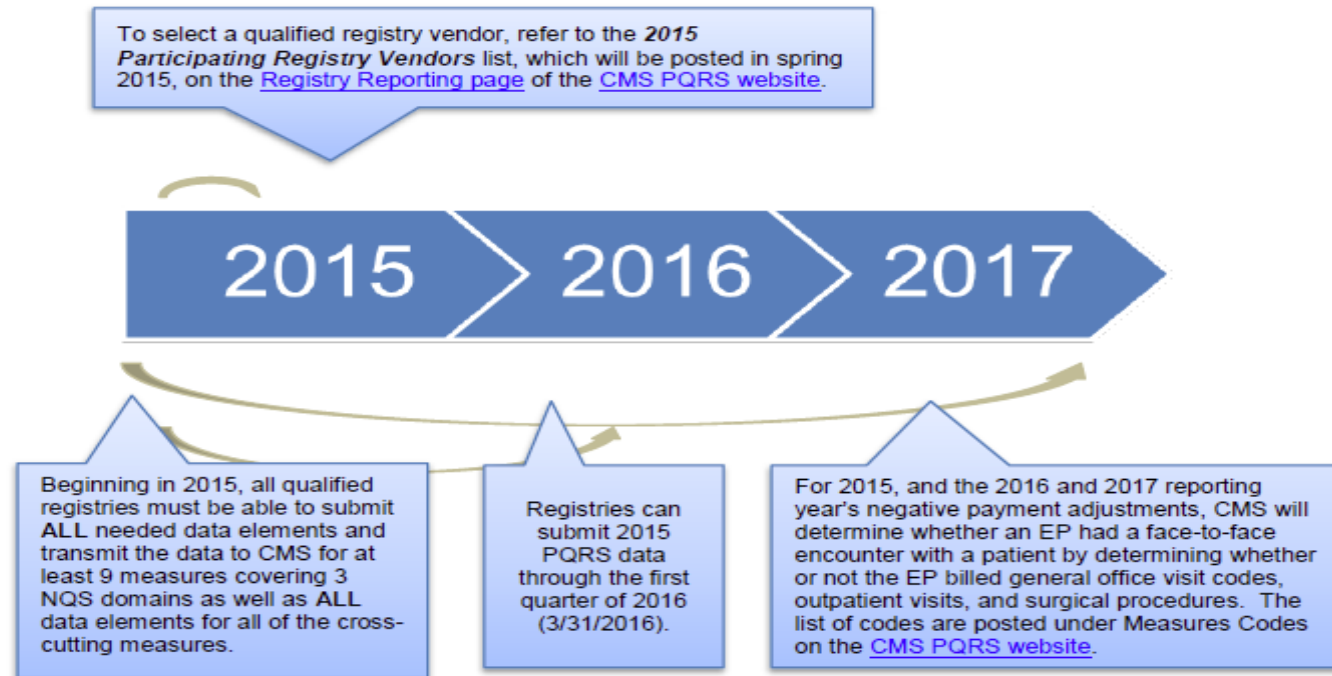 To select a qualified registry vendor, refer to the 2015
Participating Registry Vendors list, which will be posted in spring
2015, on the Registry Reporting page of the CMS PQRS website.
2015
2016
2017
Beginning in 2015, all qualified
registries must be able to submit
ALL needed data elements and
transmit the data to CMS for at
least 9 measures covering 3
NQS domains as well as ALL
data elements for all of the cross-
cutting measures.
Registries can
submit 2015
PQRS data
through the first
quarter of 2016
(3/31/2016).
For 2015, and the 2016 and 2017 reporting
year's negative payment adjustments, CMS will
determine whether an EP had a face-to-face
encounter with a patient by determining whether
or not the EP billed general office visit codes,
outpatient visits, and surgical procedures.  The
list of codes are posted under Measures Codes
on the CMS PQRS website.